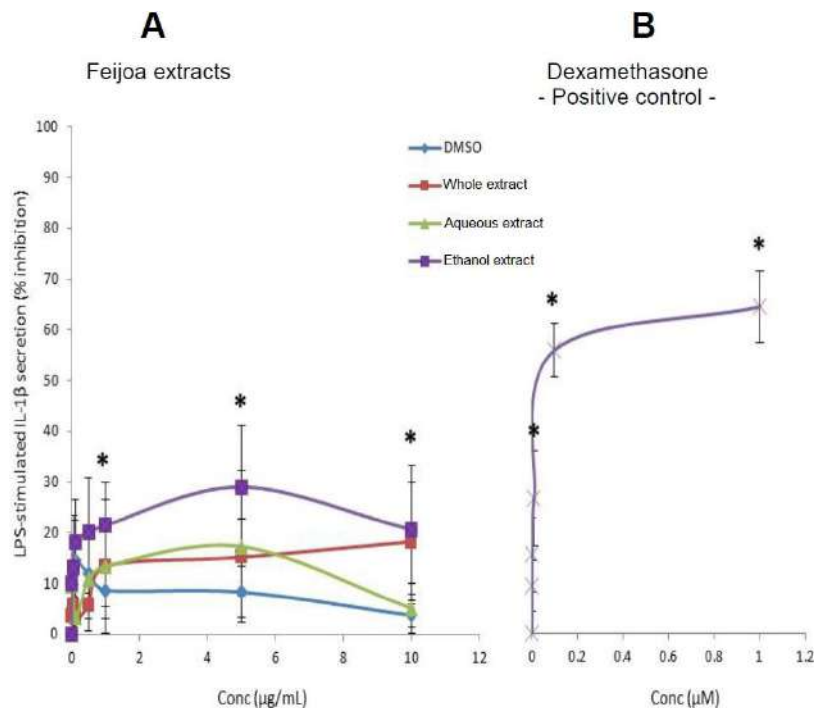 A
Feijoa extracts
B
Dexamethasone
- Positive control -
LPS-stimulated IL-1β secretion (% inhibition)
100
90
80
70
60
50
40
30
20
10
0
DMSO
Whole extract
Aqueous extract
Ethanol extract
*
*
*
*
*
*
0 2 4 6 8 10 12
Conc (µg/mL)
0 0.2 0.4 0.6 0.8 1 1.2
Conc (µM)